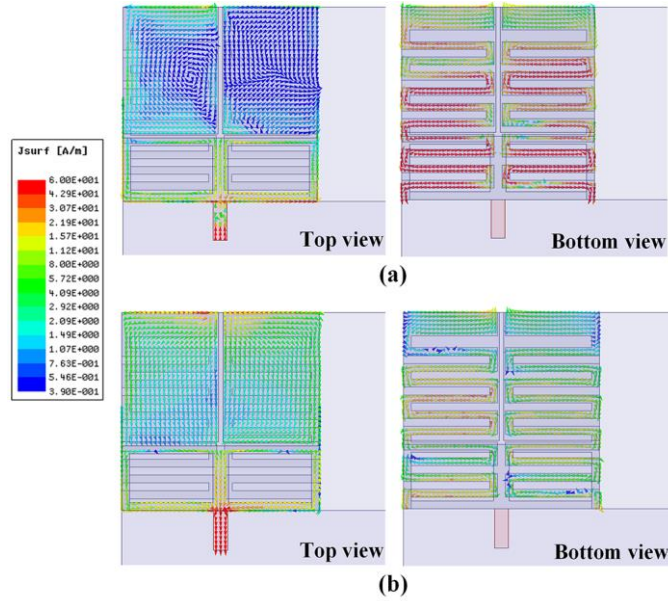 Jsurf [A/m]
6.00E+001
4.29E+001
3.07E+001
2.19E+001
1.57E+001
1.12E+001
8.00E+000
5.72E+000
4.09E+000
2.92E+000
2.09E+000
1.49E+000
1.07E+000
7.63E-001
5.46E-001
3.90E-001
Top view
Bottom view
(a)
Top view
Bottom view
(b)